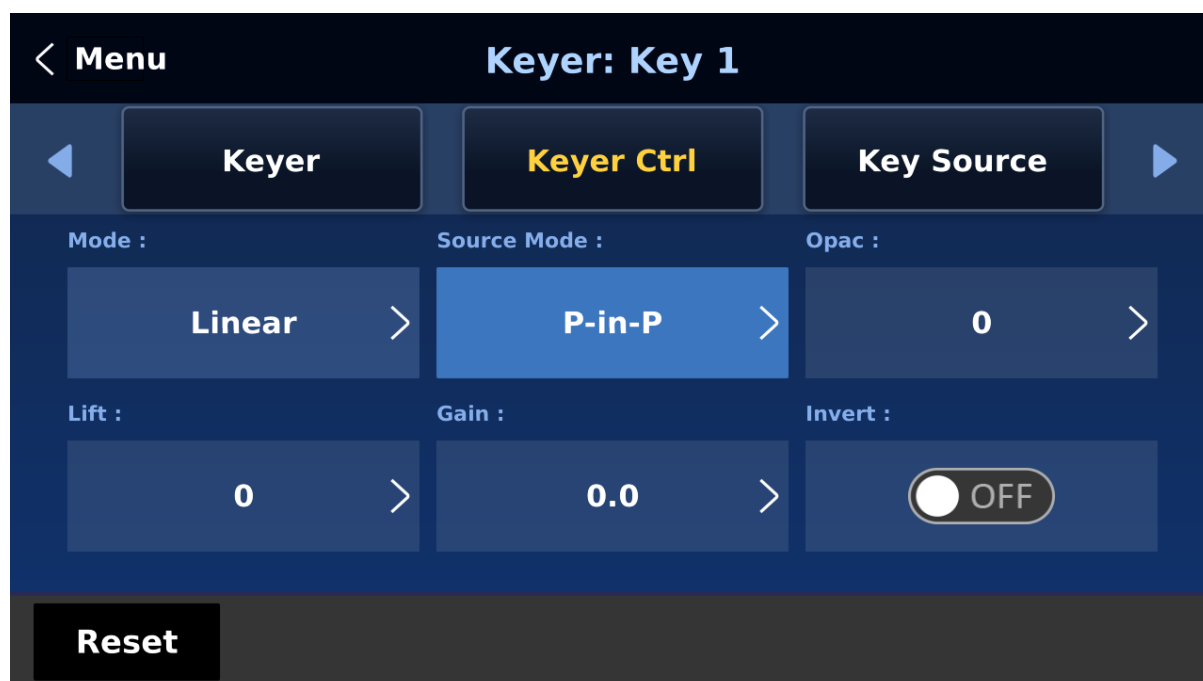 Menu
Keyer: Key 1
Keyer
Keyer Ctrl
Key Source
Mode :
Source Mode :
Opac :
Linear
P-in-P
0
Lift :
Gain :
Invert :
0
0.0
OFF
Reset